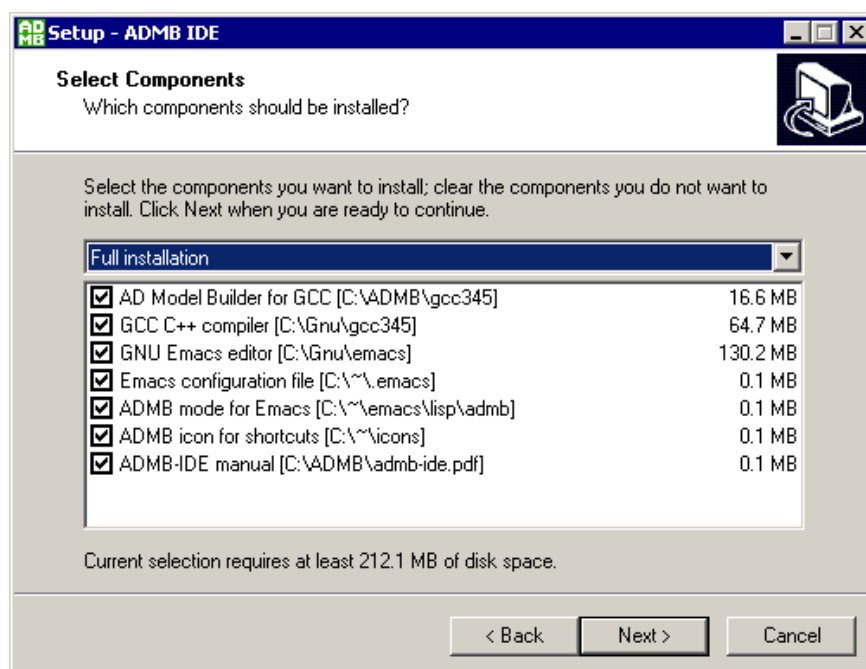 AD
MB
Setup - ADMB IDE
Select Components
Which components should be installed?
Select the components you want to install; clear the components you do not want to
install. Click Next when you are ready to continue.
Full installation
AD Model Builder for GCC [C:\ADMB\gcc345] 16.6 MB
GCC C++ compiler [C:\Gnu\gcc345] 64.7 MB
GNU Emacs editor [C:\Gnu\emacs] 130.2 MB
Emacs configuration file [C:\~\.emacs] 0.1 MB
ADMB mode for Emacs [C:\~\emacs\lisp\admb] 0.1 MB
ADMB icon for shortcuts [C:\~\icons] 0.1 MB
ADMB-IDE manual [C:\ADMB\admb-ide.pdf] 0.1 MB
Current selection requires at least 212.1 MB of disk space.
< Back Next > Cancel